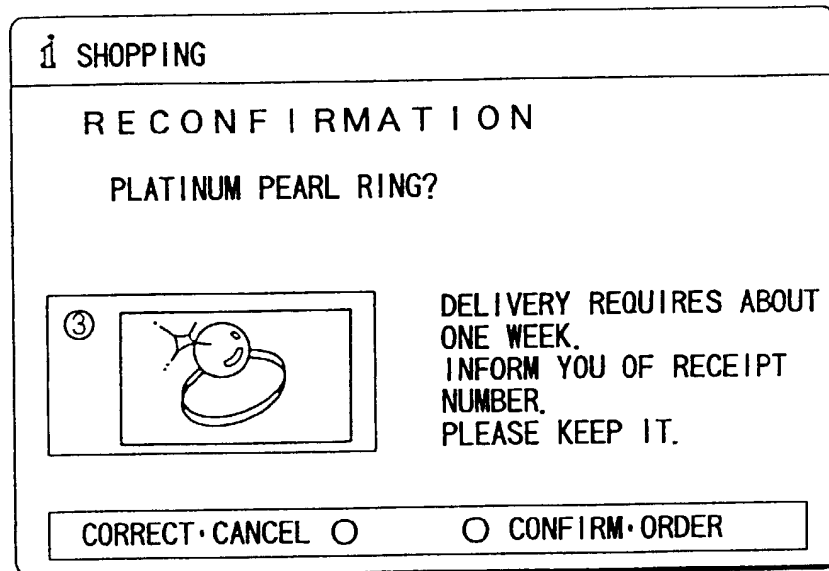 i SHOPPING
RECONFIRMATION
PLATINUM PEARL RING?
③
DELIVERY REQUIRES ABOUT
ONE WEEK.
INFORM YOU OF RECEIPT
NUMBER.
PLEASE KEEP IT.
CORRECT·CANCEL ○ ○ CONFIRM·ORDER